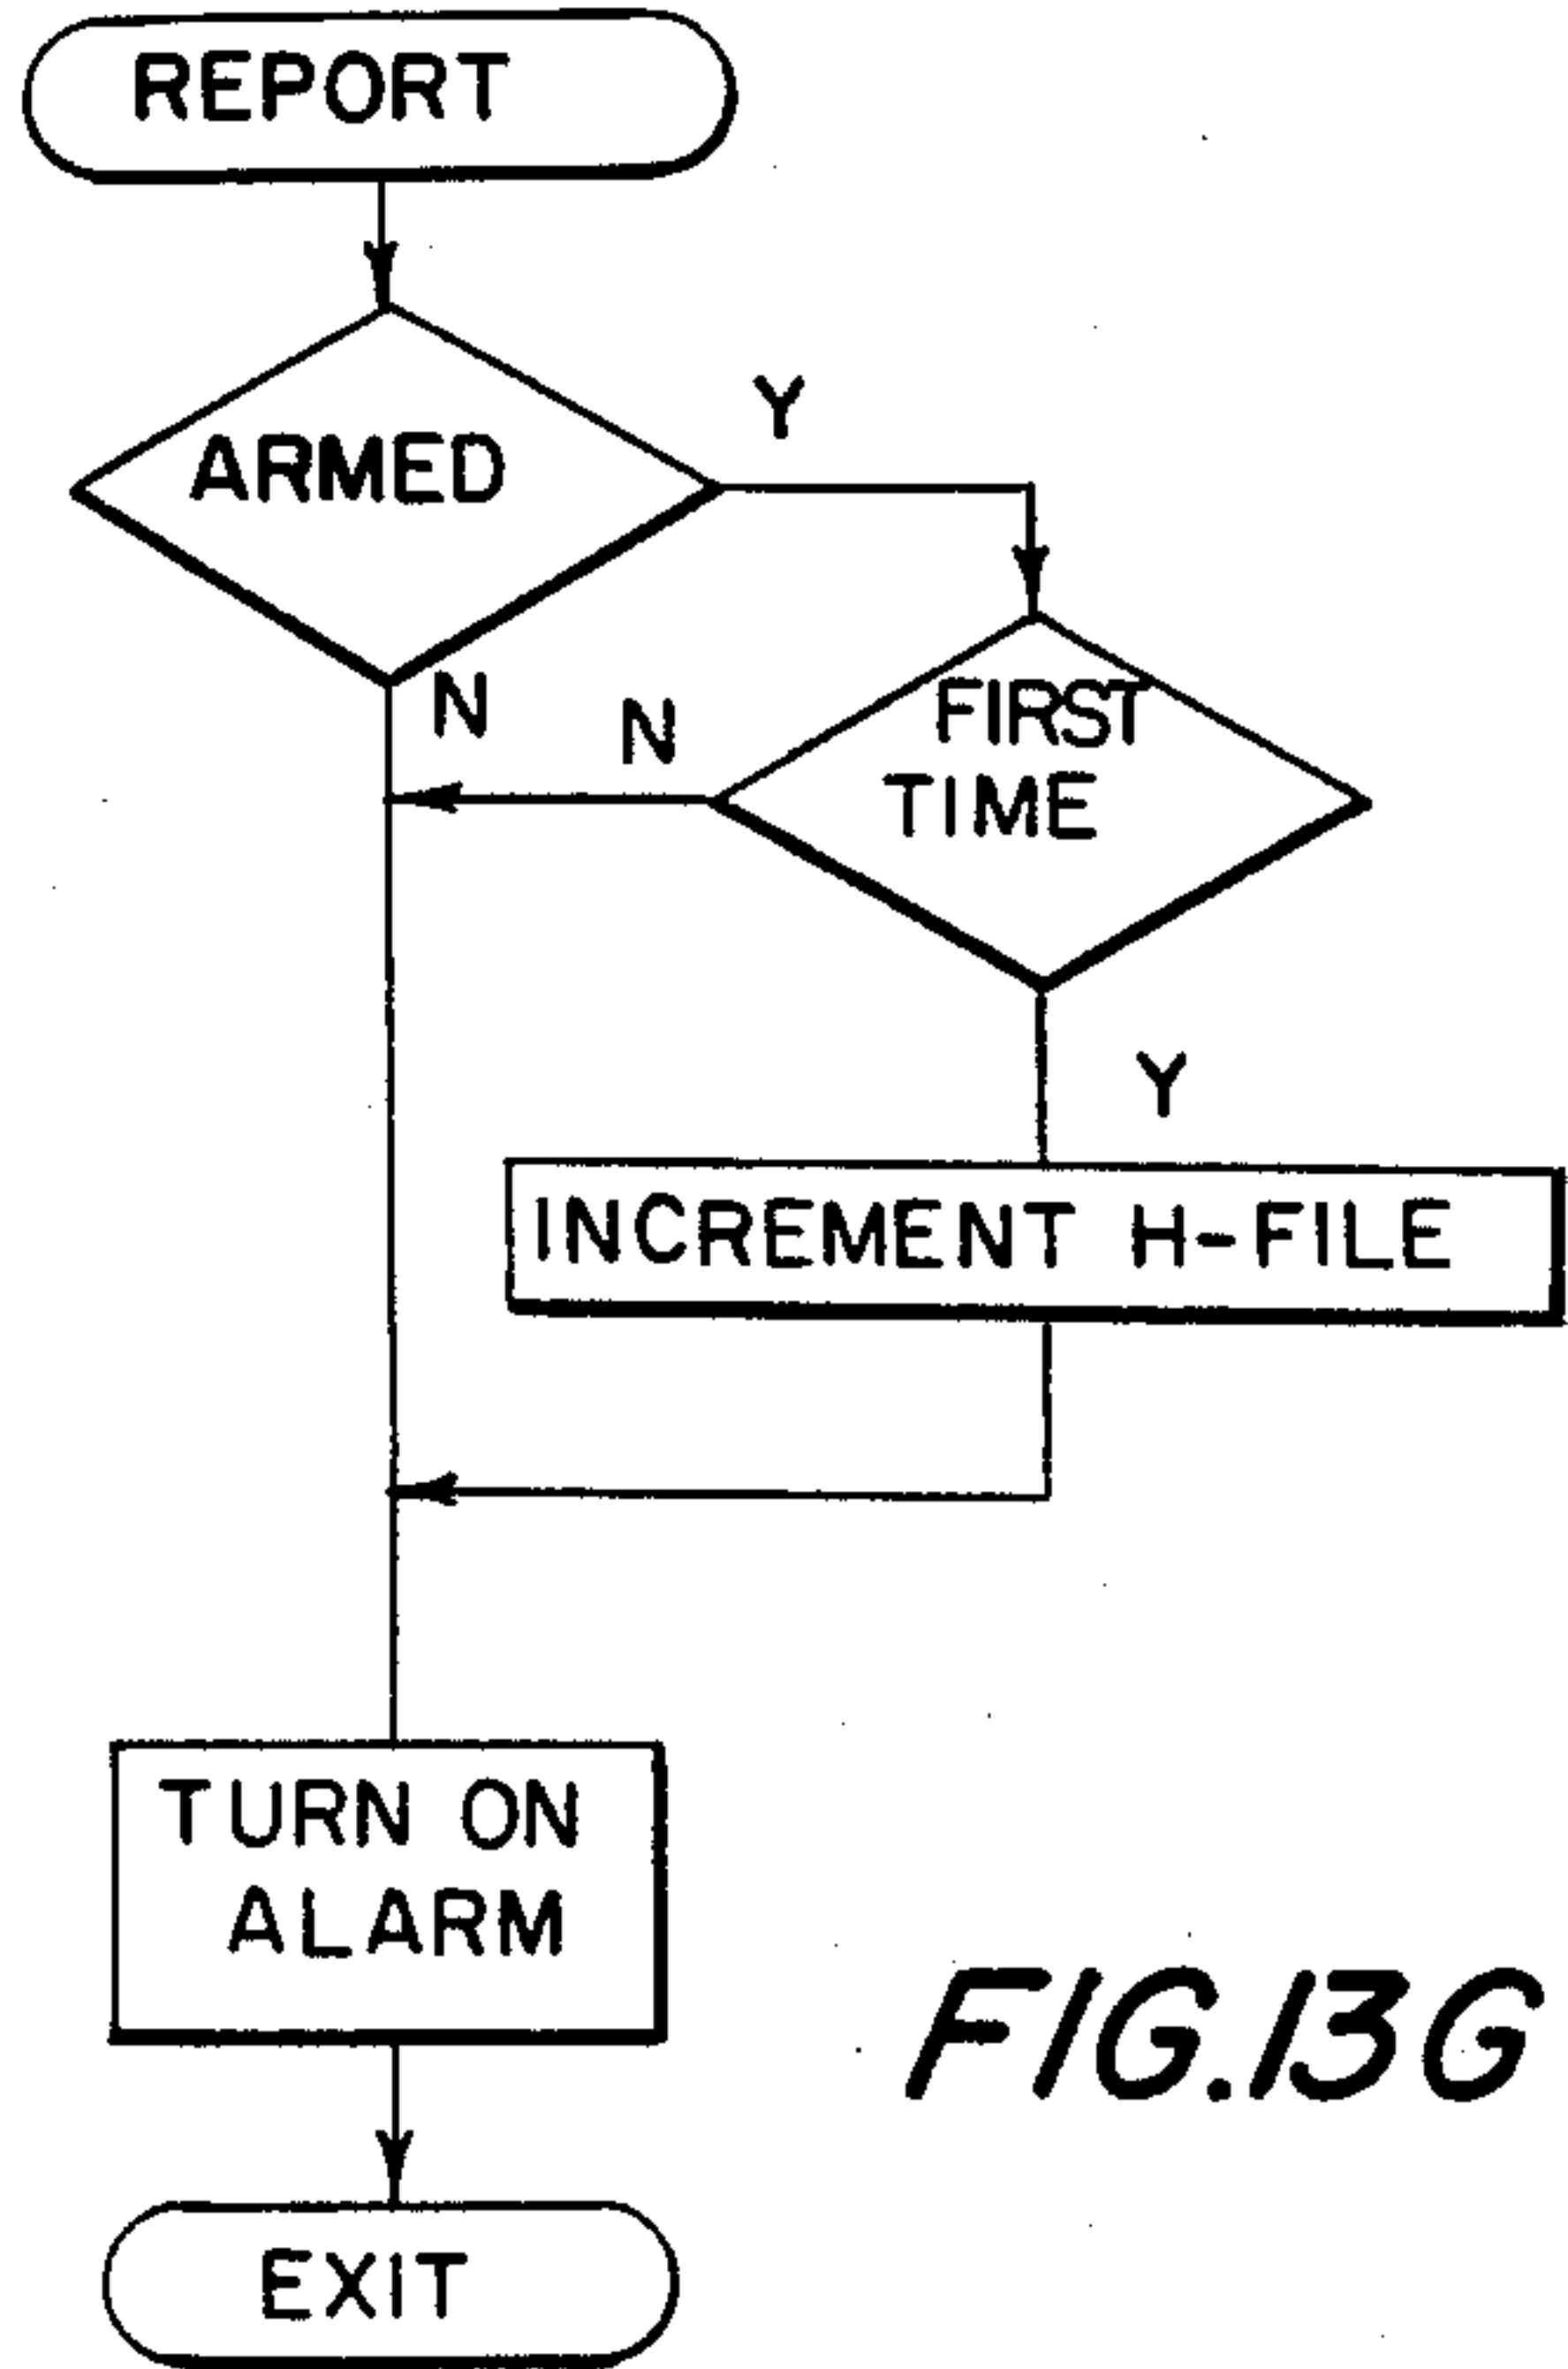 REPORT
ARMED
Y
N
N
FIRST
TIME
Y
INCREMENT H-FILE
TURN ON
ALARM
EXIT
FIG.13G